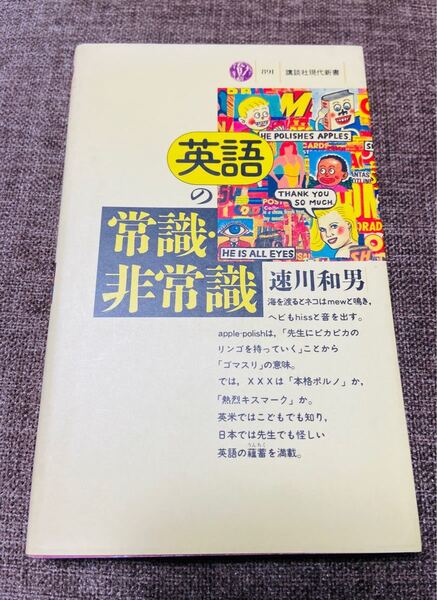 891 講談社現代新書
英語
の
常識
非常識
HE POLISHES APPLES
THANK YOU
SO MUCH
HE IS ALL EYES
速川和男
海を渡るとネコはmewと鳴き，
ヘビもhissと音を出す。
apple-polishは，「先生にピカピカの
リンゴを持っていく」ことから
「ゴマスリ」の意味。
では，XXXは「本格ポルノ」か，
「熱烈キスマーク」か。
英米ではこどもでも知り，
日本では先生でも怪しい
英語の蘊蓄を満載。